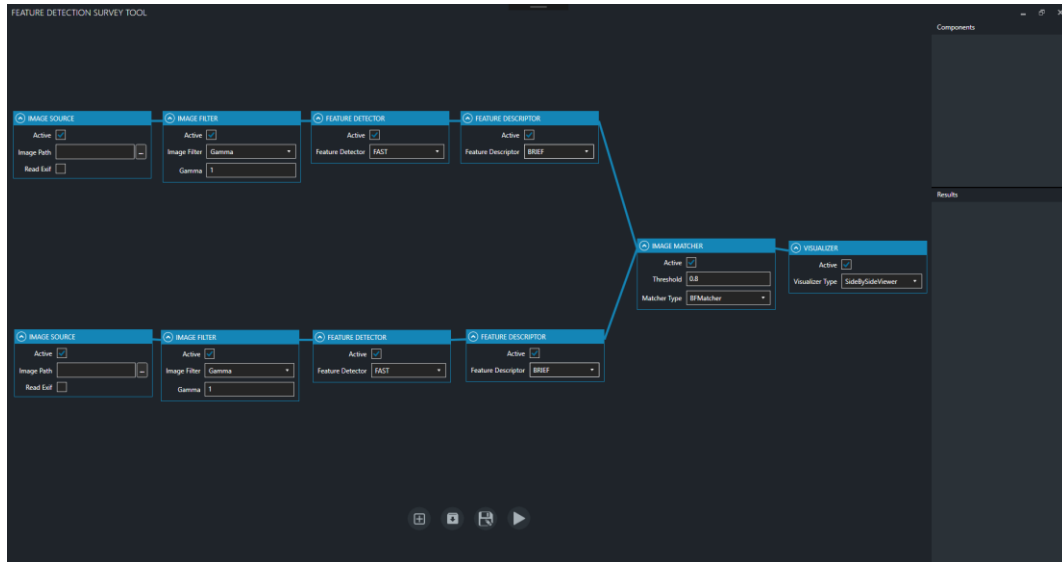 FEATURE DETECTION SURVEY TOOL
Components
IMAGE SOURCE
Active
Image Path ...
Read Exif
IMAGE FILTER
Active
Image Filter Gamma
Gamma 1
FEATURE DETECTOR
Active
Feature Detector FAST
FEATURE DESCRIPTOR
Active
Feature Descriptor BRIEF
Results
IMAGE MATCHER
Active
Threshold 0.8
Matcher Type BFMatcher
VISUALIZER
Active
Visualizer Type SideBySideViewer
IMAGE SOURCE
Active
Image Path ...
Read Exif
IMAGE FILTER
Active
Image Filter Gamma
Gamma 1
FEATURE DETECTOR
Active
Feature Detector FAST
FEATURE DESCRIPTOR
Active
Feature Descriptor BRIEF